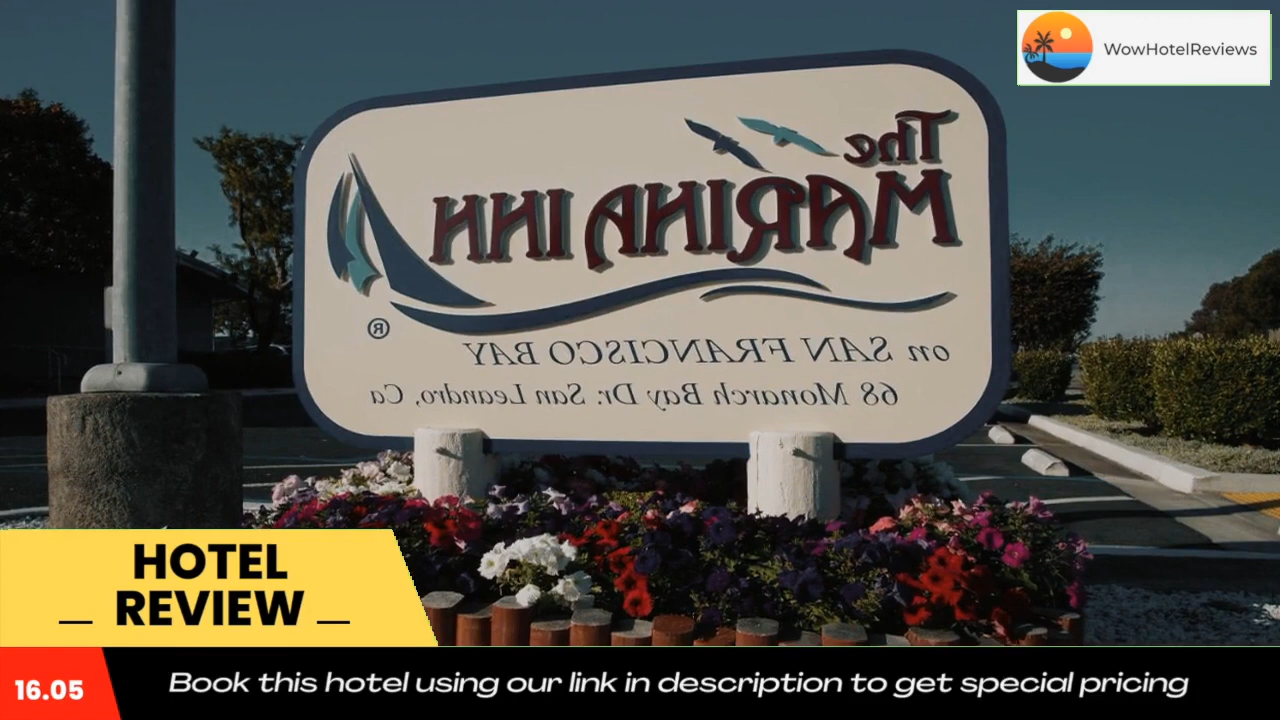 WowHotelReviews
The
MARINA INN
®
on SAN FRANCISCO BAY
68 Monarch Bay Dr. San Leandro, Ca
HOTEL
REVIEW
16.05
Book this hotel using our link in description to get special pricing